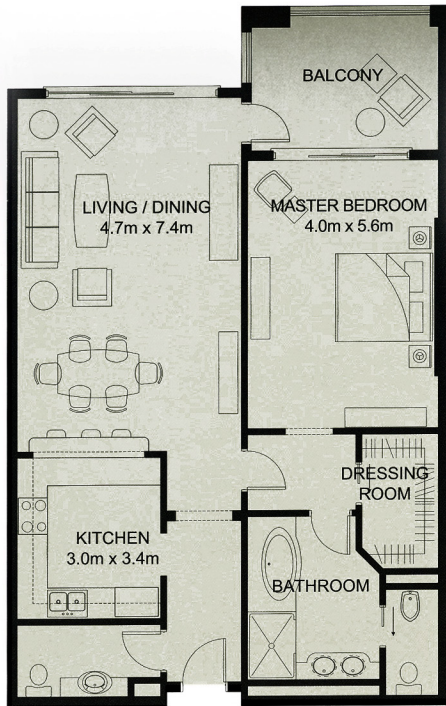 BALCONY
LIVING / DINING
4.7m x 7.4m
MASTER BEDROOM
4.0m x 5.6m
DRESSING
ROOM
KITCHEN
3.0m x 3.4m
BATHROOM